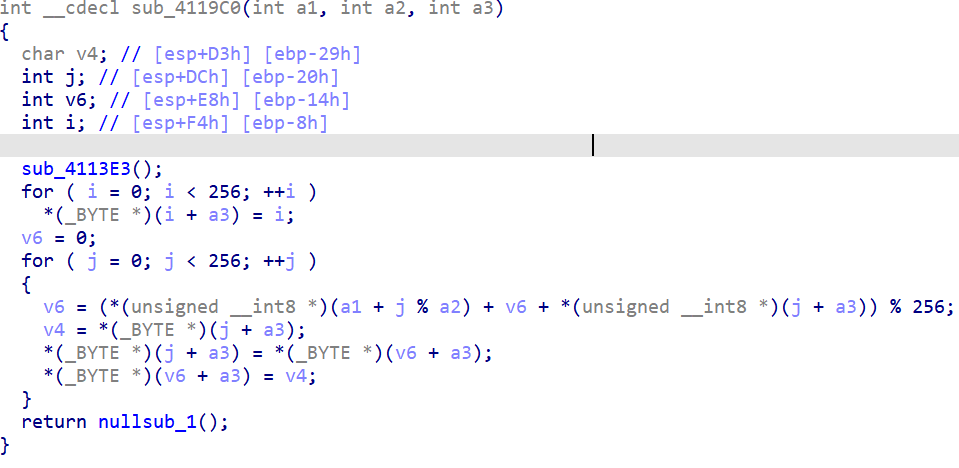 int __cdecl sub_4119C0(int a1, int a2, int a3)
{
  char v4; // [esp+D3h] [ebp-29h]
  int j; // [esp+DCh] [ebp-20h]
  int v6; // [esp+E8h] [ebp-14h]
  int i; // [esp+F4h] [ebp-8h]
  sub_4113E3();
  for ( i = 0; i < 256; ++i )
    *(_BYTE *)(i + a3) = i;
  v6 = 0;
  for ( j = 0; j < 256; ++j )
  {
    v6 = (*(unsigned __int8 *)(a1 + j % a2) + v6 + *(unsigned __int8 *)(j + a3)) % 256;
    v4 = *(_BYTE *)(j + a3);
    *(_BYTE *)(j + a3) = *(_BYTE *)(v6 + a3);
    *(_BYTE *)(v6 + a3) = v4;
  }
  return nullsub_1();
}